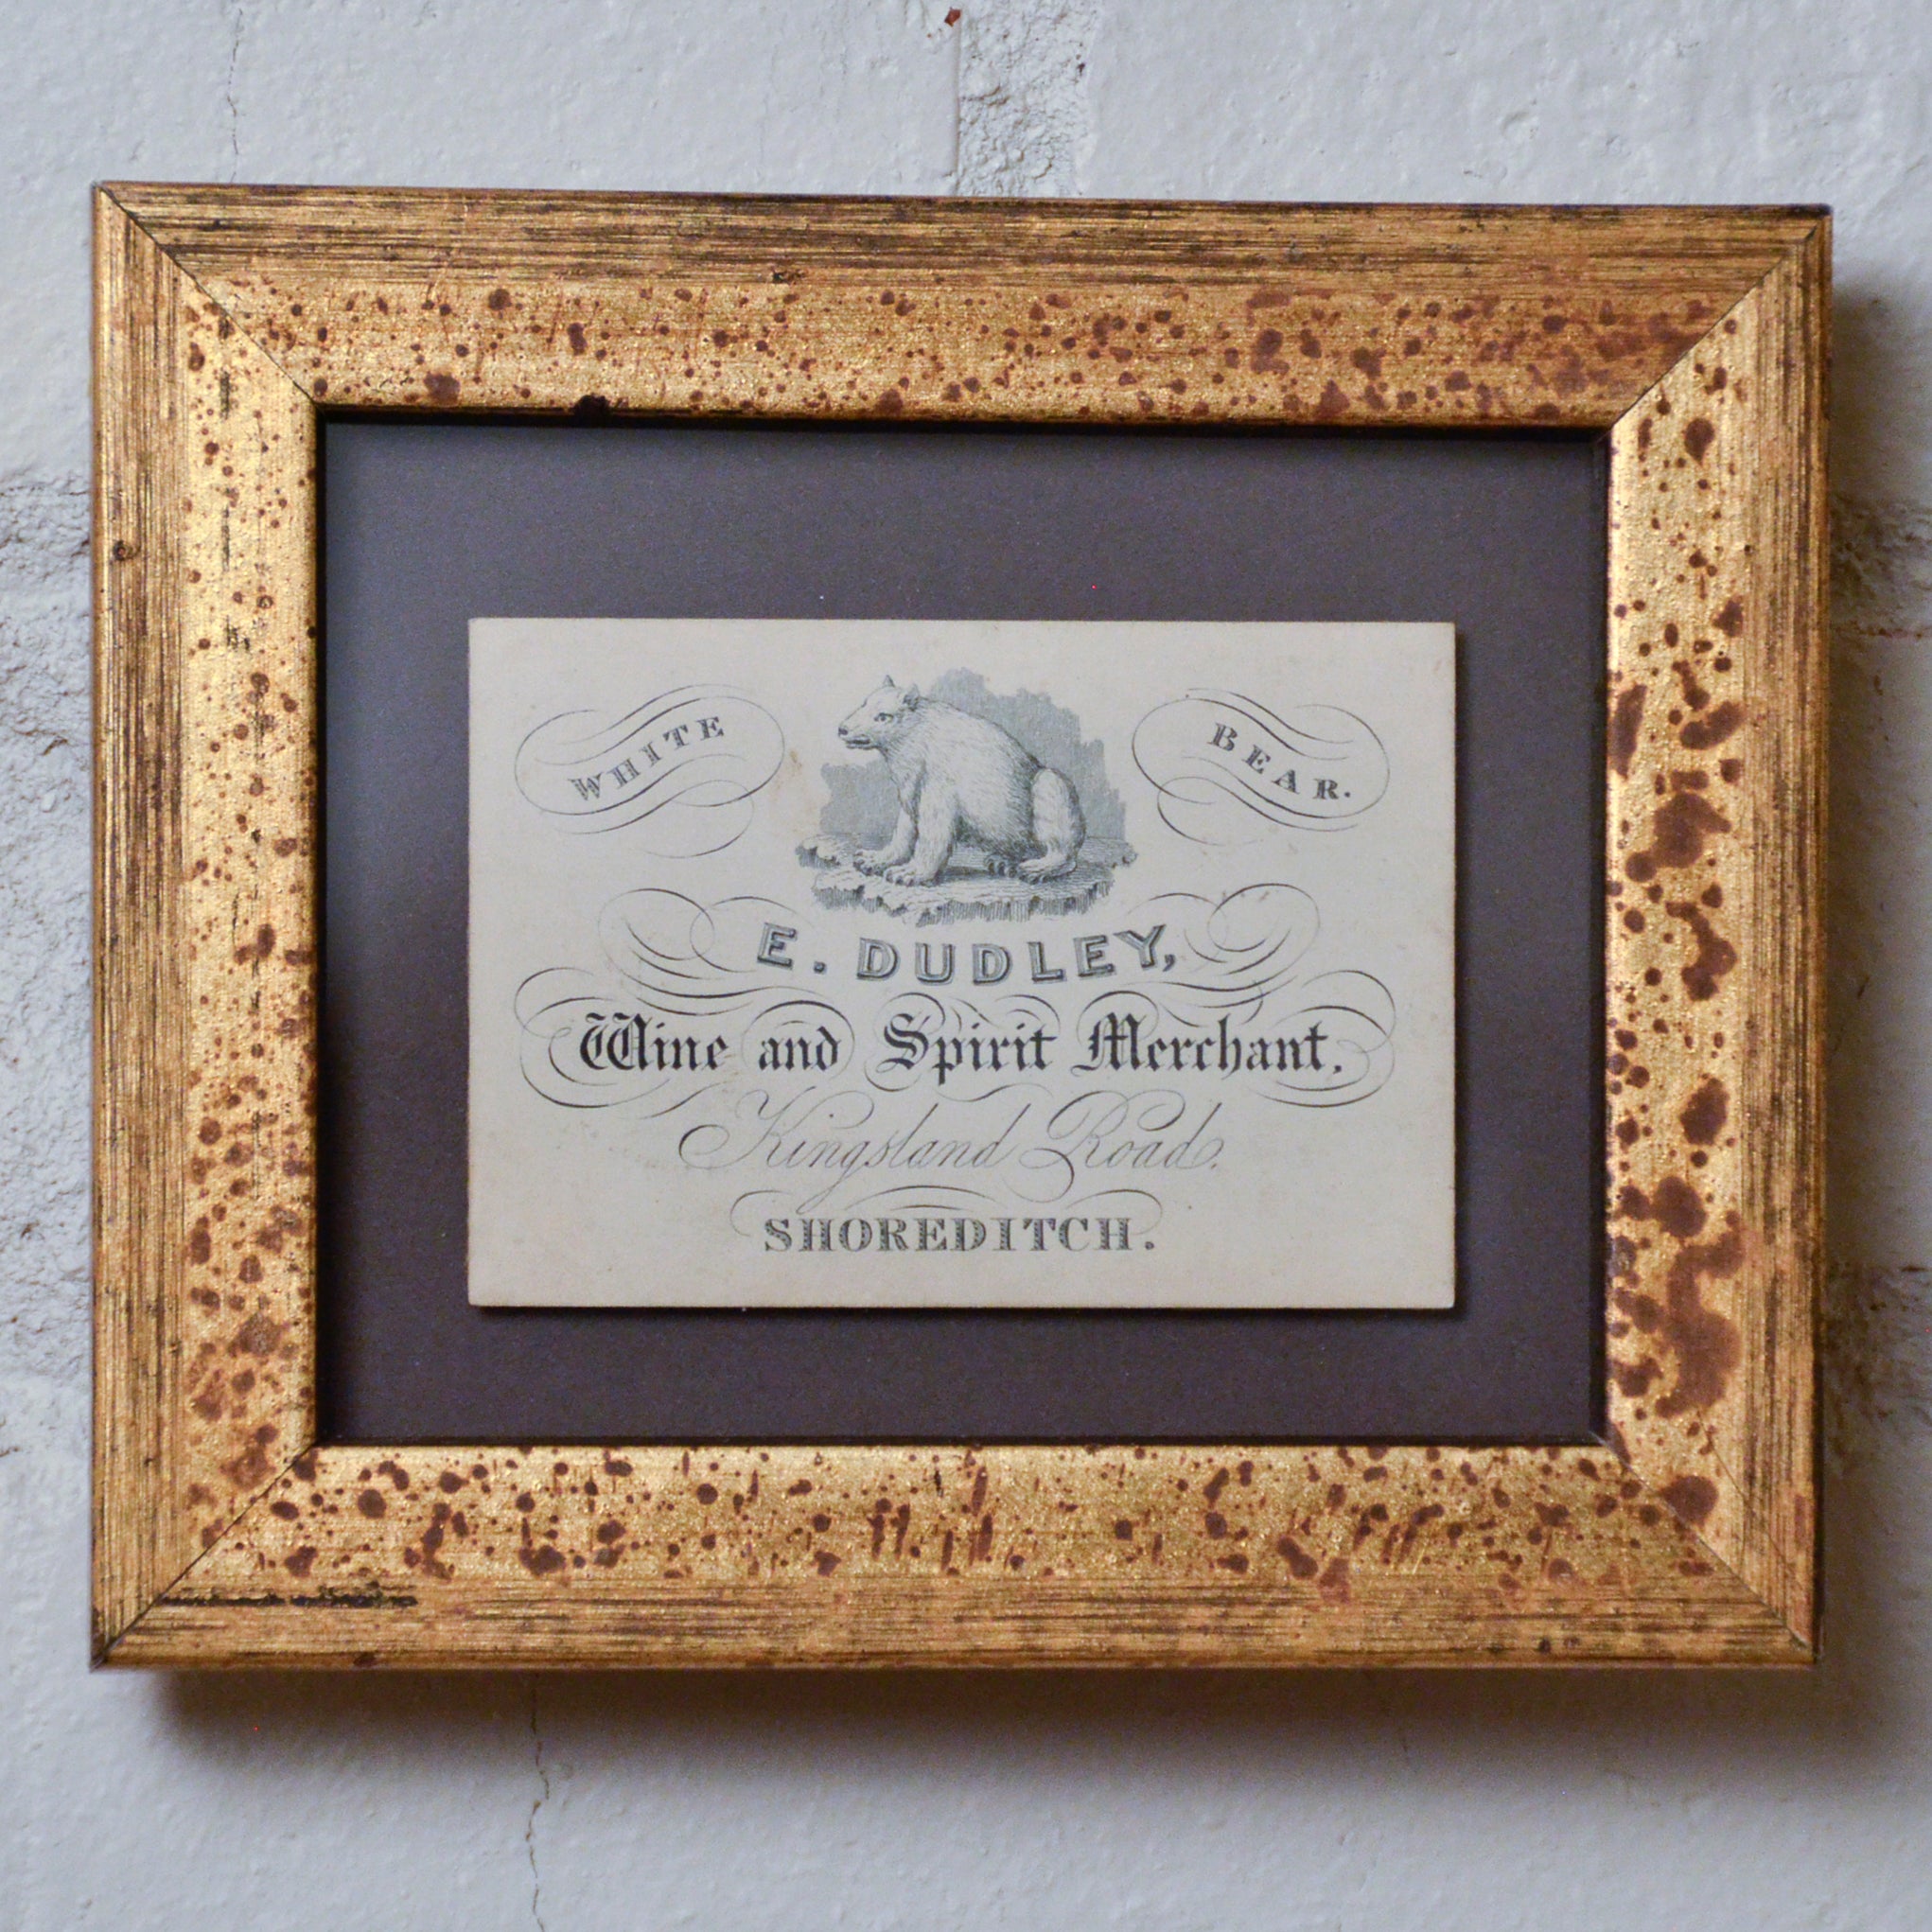 WHITE BEAR.
E. DUDLEY,
Wine and Spirit Merchant,
Kingsland Road.
SHOREDITCH.